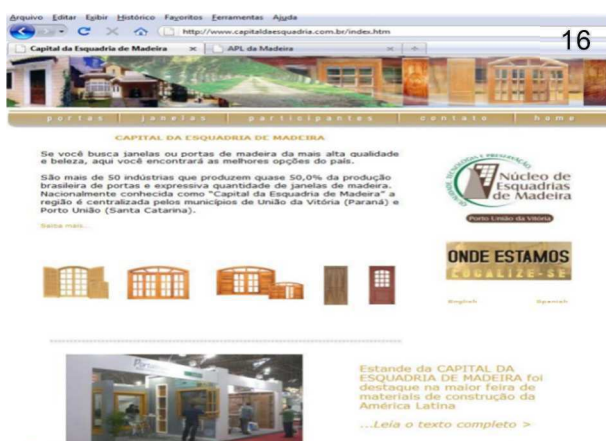 Arquivo Editar Exibir Histórico Favoritos Ferramentas Ajuda
http://www.capitaldaesquadria.com.br/index.htm
16
Capital da Esquadria de Madeira
APL da Madeira
portas | janelas | participantes | contato | home
CAPITAL DA ESQUADRIA DE MADEIRA
Se você busca janelas ou portas de madeira da mais alta qualidade
e beleza, aqui você encontrará as melhores opções do país.
São mais de 50 indústrias que produzem quase 50,0% da produção
brasileira de portas e expressiva quantidade de janelas de madeira.
Nacionalmente conhecida como "Capital da Esquadria de Madeira" a
região é centralizada pelos municípios de União da Vitória (Paraná) e
Porto União (Santa Catarina).
Saiba mais...
Núcleo de
Esquadrias
de Madeira
Porto União da Vitória
ONDE ESTAMOS
LOCALIZE-SE
English
Spanish
Estande da CAPITAL DA
ESQUADRIA DE MADEIRA foi
destaque na maior feira de
materiais de construção da
América Latina
...Leia o texto completo >